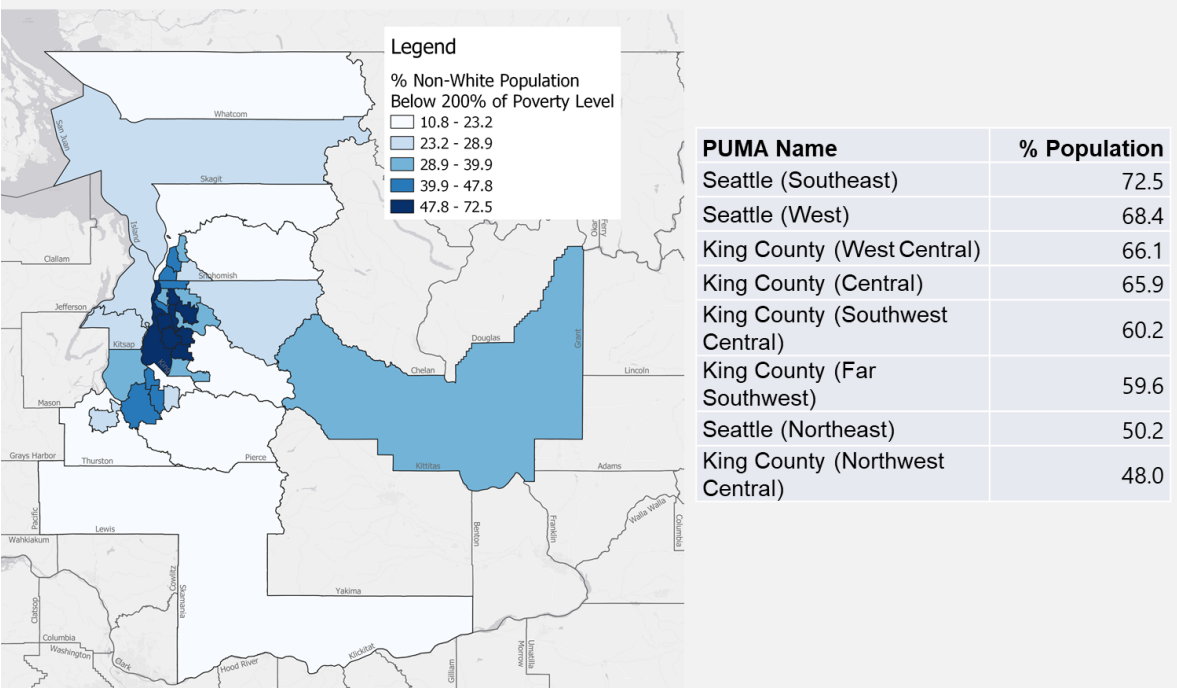 Legend
% Non-White Population
Below 200% of Poverty Level
10.8 - 23.2
23.2 - 28.9
28.9 - 39.9
39.9 - 47.8
47.8 - 72.5
Whatcom
San Juan
Skagit
Island
Clallam
Snohomish
Okan
Ferry
Jefferson
Kitsap
Douglas
Grant
Chelan
Lincoln
Mason
Grays Harbor
Thurston
Pierce
Kittitas
Adams
Pacific
Lewis
Wahkiakum
Benton
Franklin
Walla Walla
Columbia
Cowlitz
Skamania
Yakima
Clatsop
Columbia
Washington
Clark
Hood River
Klickitat
Gilliam
Morrow
Umatilla
PUMA Name % Population
Seattle (Southeast) 72.5
Seattle (West) 68.4
King County (West Central) 66.1
King County (Central) 65.9
King County (Southwest
Central) 60.2
King County (Far
Southwest) 59.6
Seattle (Northeast) 50.2
King County (Northwest
Central) 48.0